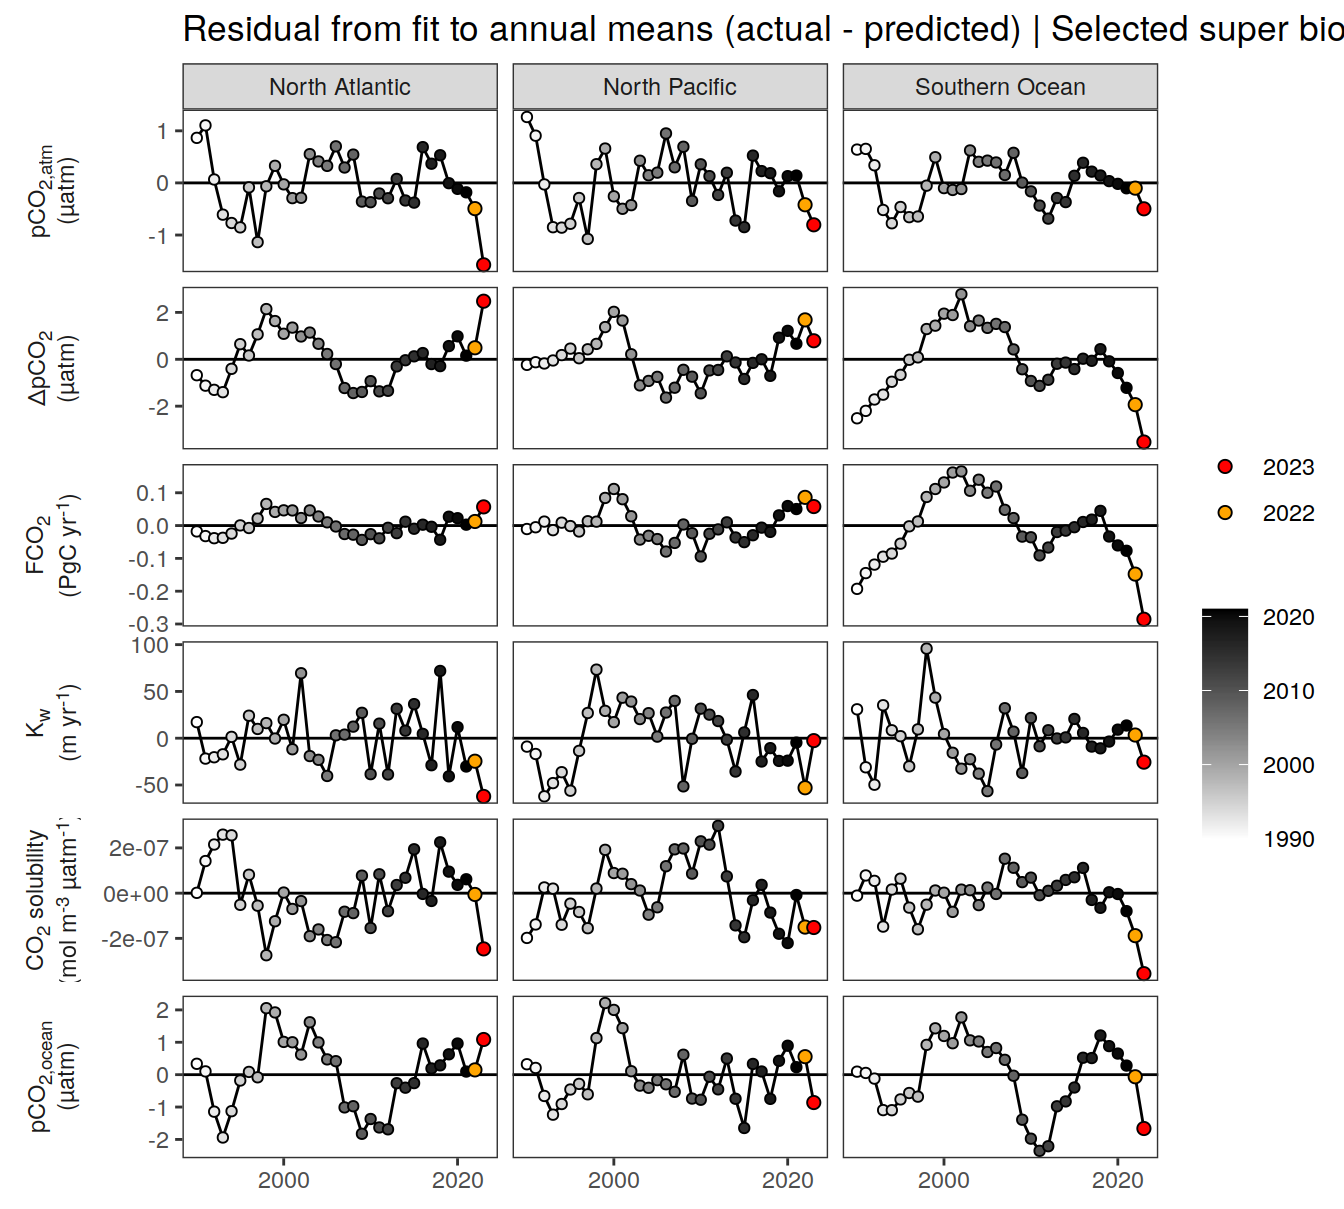 Residual from fit to annual means (actual - predicted) | Selected super bio
North Atlantic
North Pacific
Southern Ocean
pCO2,atm
(µatm)
1
0
-1
ΔpCO2
(µatm)
2
0
-2
FCO2
(PgC yr-1)
0.1
0.0
-0.1
-0.2
-0.3
Kw
(m yr-1)
100
50
0
-50
CO2 solubility
(mol m-3 µatm-1)
2e-07
0e+00
-2e-07
pCO2,ocean
(µatm)
2
1
0
-1
-2
2000
2020
2000
2020
2000
2020
2023
2022
2020
2010
2000
1990